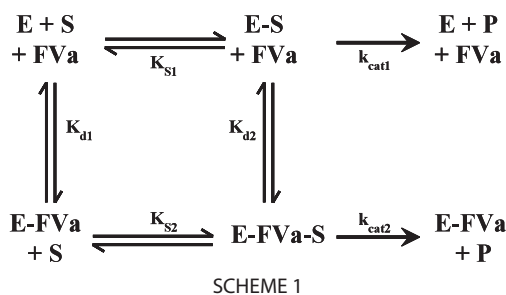 E + S
+ FVa
K_S1
E-S
+ FVa
k_cat1
E + P
+ FVa
K_d1
K_d2
E-FVa
+ S
K_S2
E-FVa-S
k_cat2
E-FVa
+ P
SCHEME 1